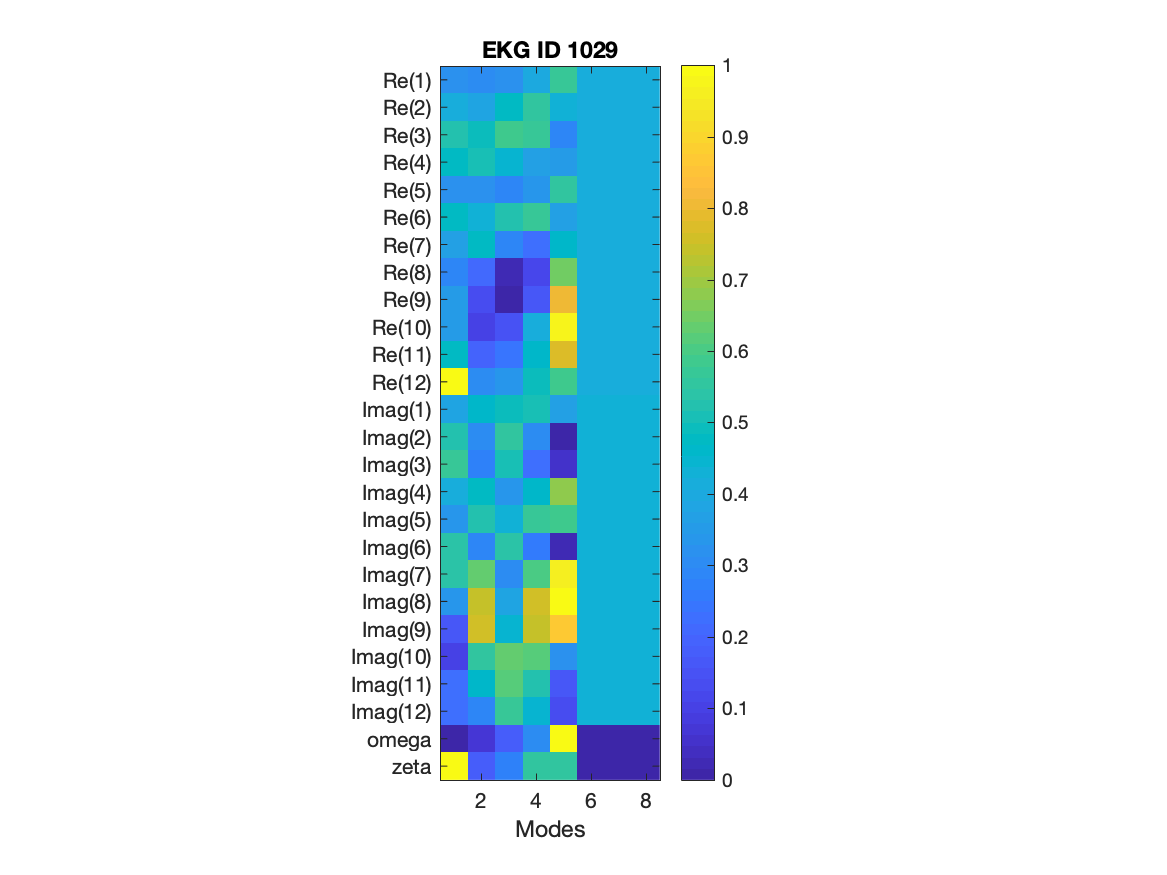 EKG ID 1029
Re(1)
Re(2)
Re(3)
Re(4)
Re(5)
Re(6)
Re(7)
Re(8)
Re(9)
Re(10)
Re(11)
Re(12)
Imag(1)
Imag(2)
Imag(3)
Imag(4)
Imag(5)
Imag(6)
Imag(7)
Imag(8)
Imag(9)
Imag(10)
Imag(11)
Imag(12)
omega
zeta
2 4 6 8
Modes
1
0.9
0.8
0.7
0.6
0.5
0.4
0.3
0.2
0.1
0